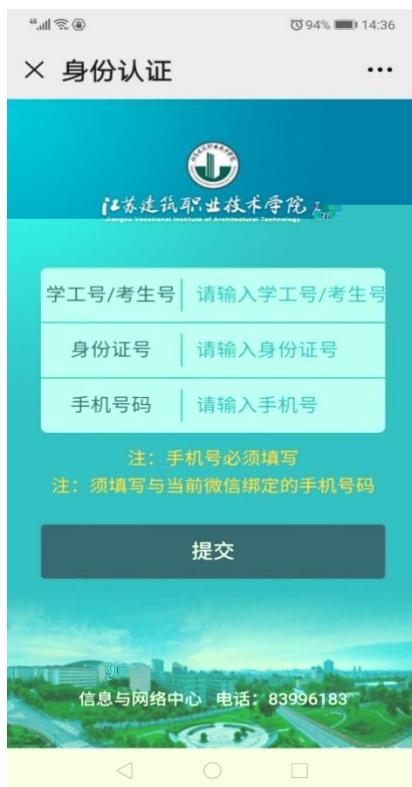 46
94% 14:36
× 身份认证 •••
江苏建筑职业技术学院
Jiangsu Vocational Institute of Architectural Technology
学工号/考生号 请输入学工号/考生号
身份证号 请输入身份证号
手机号码 请输入手机号
注：手机号必须填写
注：须填写与当前微信绑定的手机号码
提交
信息与网络中心 电话：83996183